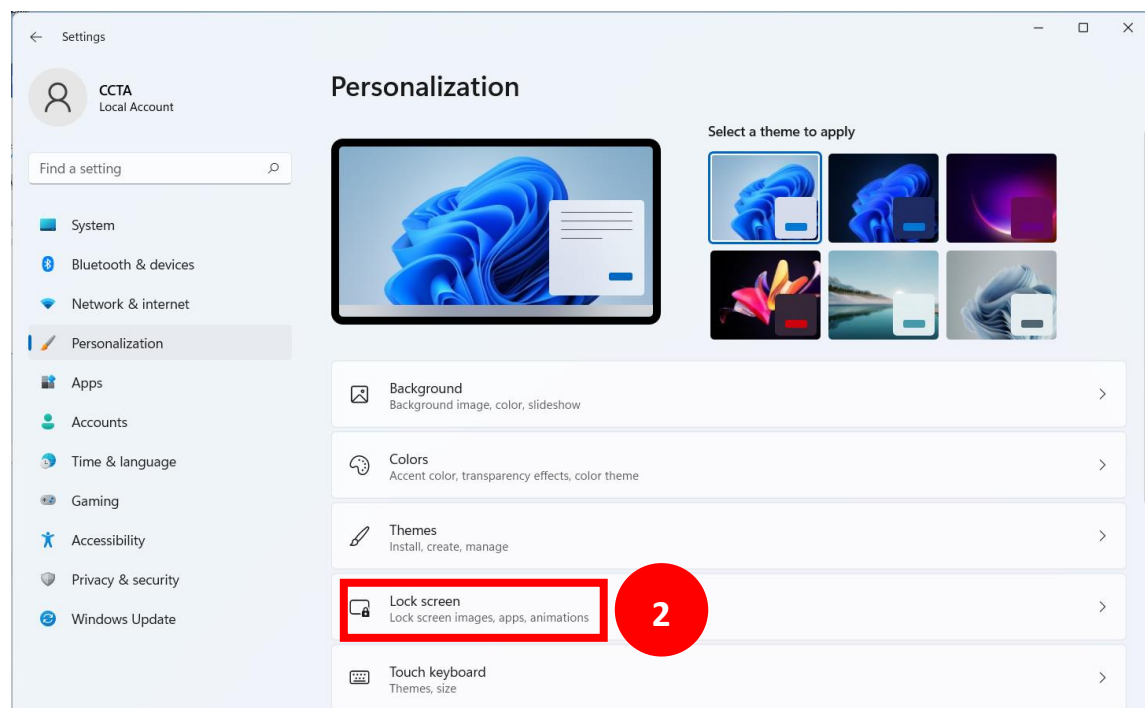 Settings
CCTA
Local Account
Find a setting
System
Bluetooth & devices
Network & internet
Personalization
Apps
Accounts
Time & language
Gaming
Accessibility
Privacy & security
Windows Update
Personalization
Select a theme to apply
Background
Background image, color, slideshow
Colors
Accent color, transparency effects, color theme
Themes
Install, create, manage
Lock screen
Lock screen images, apps, animations
2
Touch keyboard
Themes, size